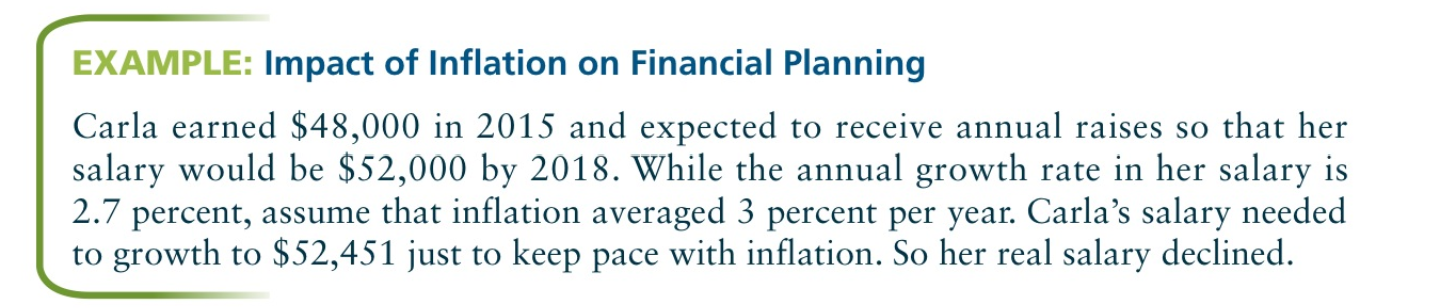 EXAMPLE: Impact of Inflation on Financial Planning
Carla earned $48,000 in 2015 and expected to receive annual raises so that her
salary would be $52,000 by 2018. While the annual growth rate in her salary is
2.7 percent, assume that inflation averaged 3 percent per year. Carla’s salary needed
to growth to $52,451 just to keep pace with inflation. So her real salary declined.